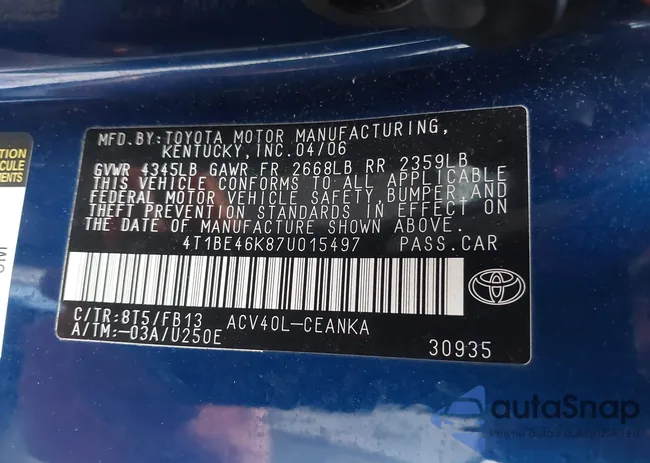 MFD.BY:TOYOTA MOTOR MANUFACTURING,
KENTUCKY,INC.04/06
GVWR 4345LB GAWR FR 2668LB RR 2359LB
THIS VEHICLE CONFORMS TO ALL APPLICABLE
FEDERAL MOTOR VEHICLE SAFETY,BUMPER,AND
THEFT PREVENTION STANDARDS IN EFFECT ON
THE DATE OF MANUFACTURE SHOWN ABOVE.
4T1BE46K87U015497 PASS.CAR
C/TR:8T5/FB13 ACV40L-CEANKA
A/TM:-03A/U250E
30935
autoSnap